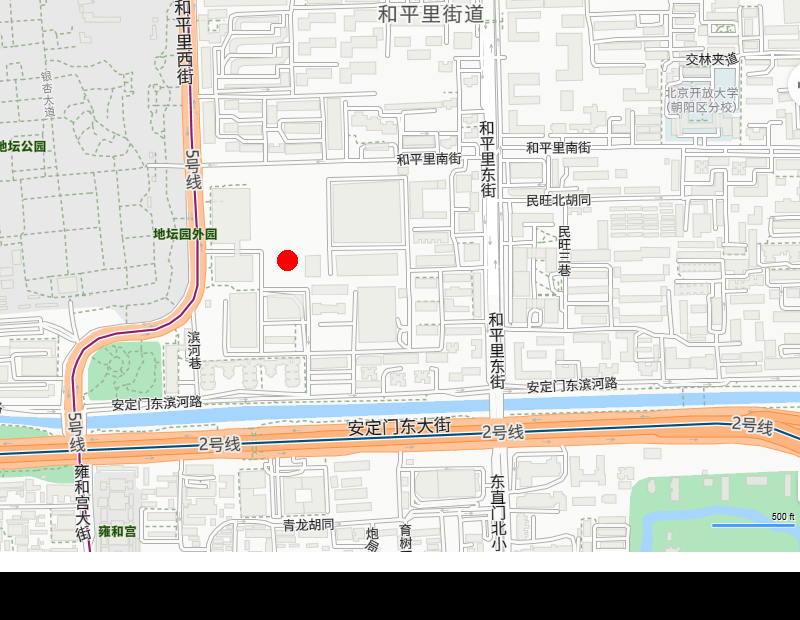 和平里街道
和平里西街
交林夹道
银杏大道
北京开放大学
(朝阳区分校)
地坛公园
5号线
和平里东街
和平里南街
和平里南街
民旺北胡同
地坛园外园
民旺三巷
滨河巷
和平里东街
安定门东滨河路
安定门东滨河路
5号线
2号线
安定门东大街
2号线
2号线
雍和宫大街
东直门北小
500 ft
雍和宫
青龙胡同
育树